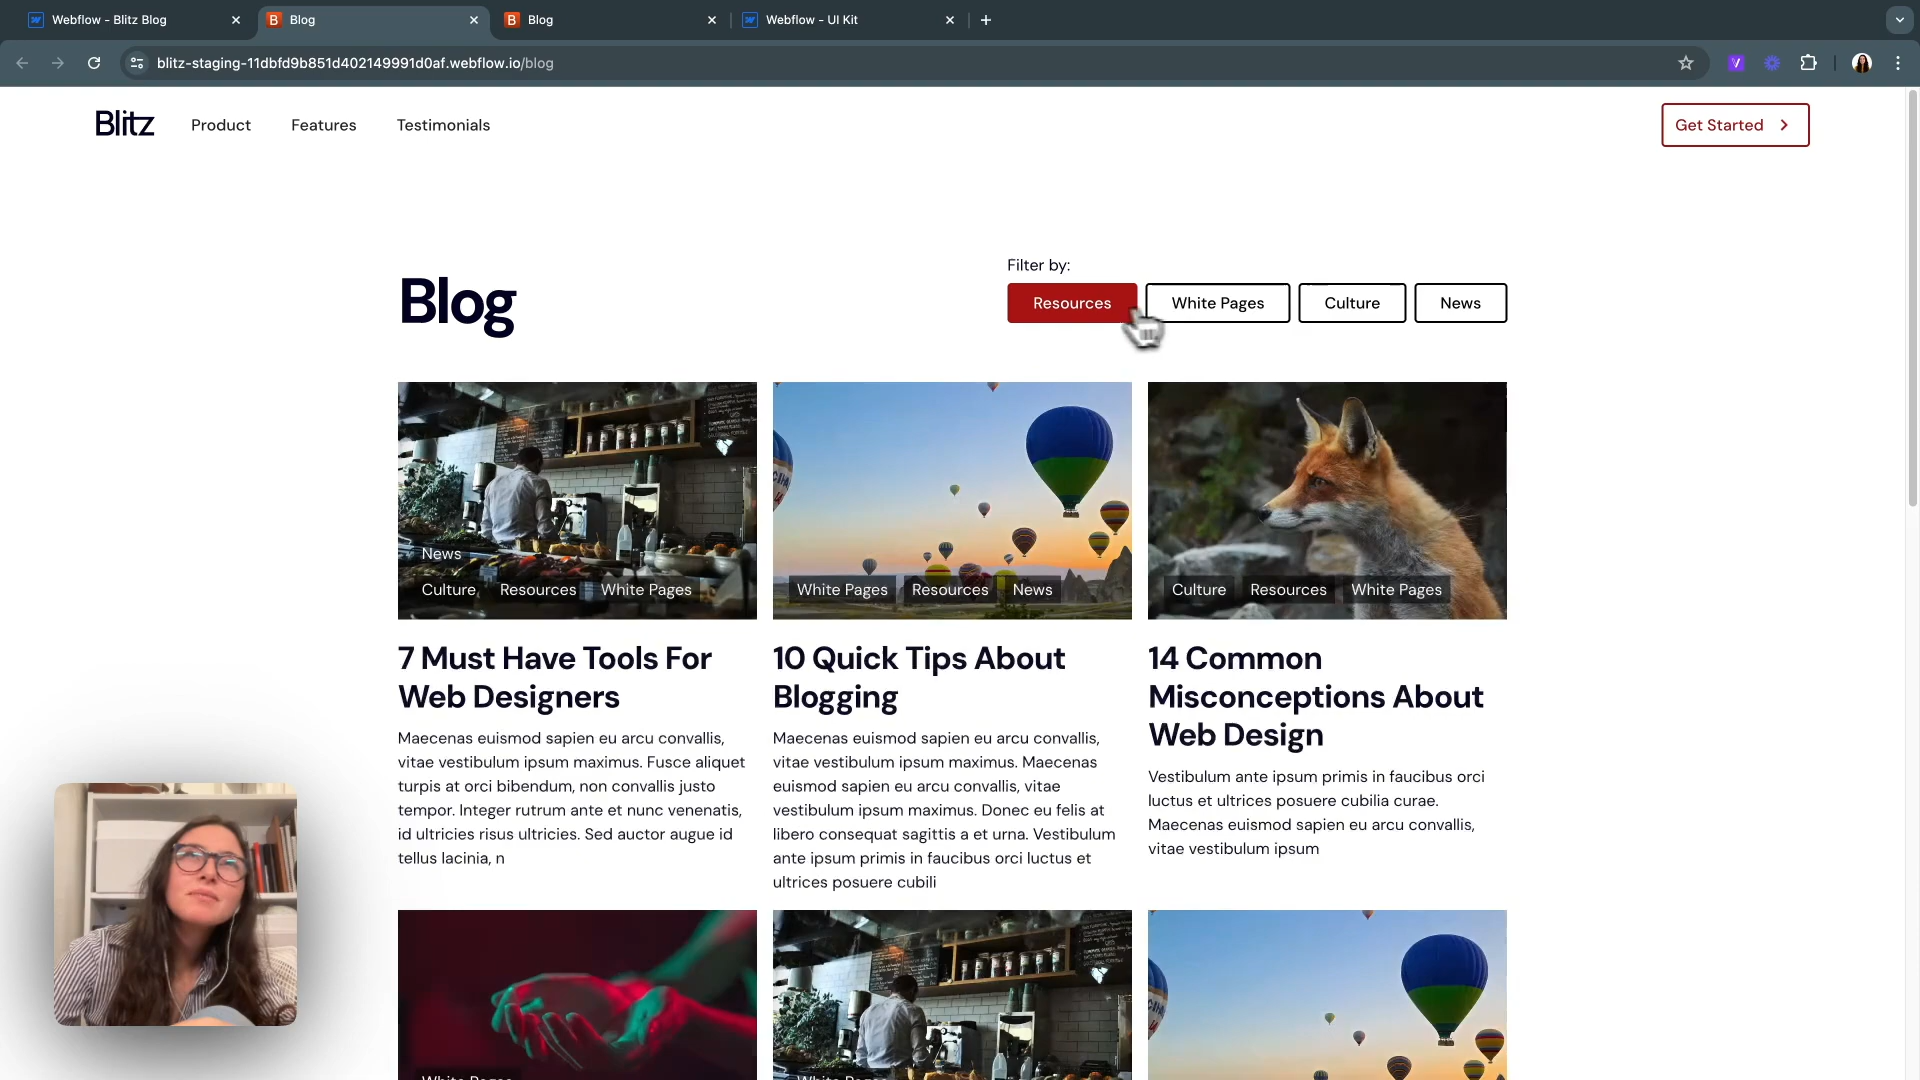 Webflow - Blitz Blog
Blog
Blog
Webflow - UI Kit
blitz-staging-11dbfd9b851d402149991d0af.webflow.io/blog
Blitz
Product
Features
Testimonials
Get Started
Blog
Filter by:
Resources
White Pages
Culture
News
News
Culture Resources White Pages
White Pages Resources News
Culture Resources White Pages
7 Must Have Tools For
Web Designers
Maecenas euismod sapien eu arcu convallis,
vitae vestibulum ipsum maximus. Fusce aliquet
turpis at orci bibendum, non convallis justo
tempor. Integer rutrum ante et nunc venenatis,
id ultricies risus ultricies. Sed auctor augue id
tellus lacinia, n
10 Quick Tips About
Blogging
Maecenas euismod sapien eu arcu convallis,
vitae vestibulum ipsum maximus. Maecenas
euismod sapien eu arcu convallis, vitae
vestibulum ipsum maximus. Donec eu felis at
libero consequat sagittis a et urna. Vestibulum
ante ipsum primis in faucibus orci luctus et
ultrices posuere cubili
14 Common
Misconceptions About
Web Design
Vestibulum ante ipsum primis in faucibus orci
luctus et ultrices posuere cubilia curae.
Maecenas euismod sapien eu arcu convallis,
vitae vestibulum ipsum
White Pages
White Pages